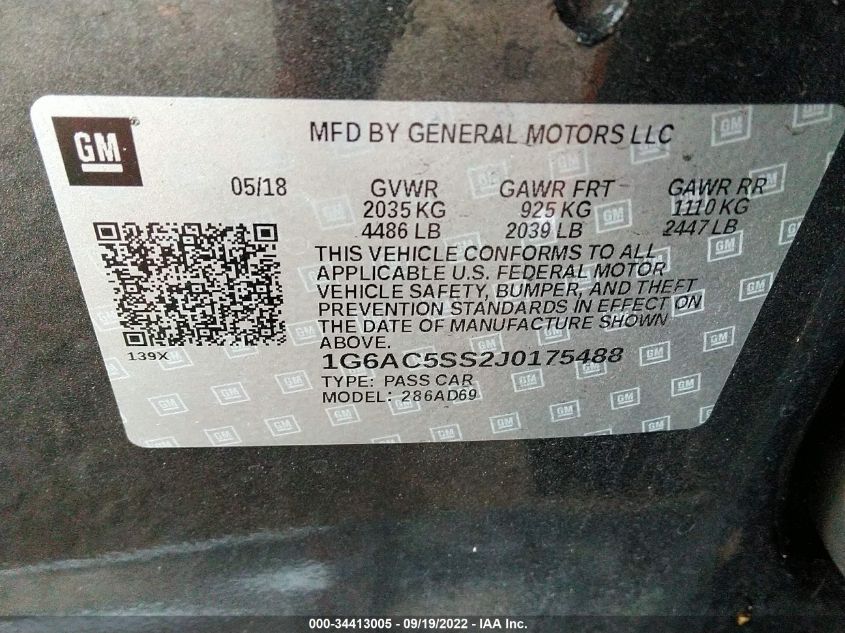 GM
MFD BY GENERAL MOTORS LLC
05/18 GVWR GAWR FRT GAWR RR
2035 KG 925 KG 1110 KG
4486 LB 2039 LB 2447 LB
THIS VEHICLE CONFORMS TO ALL
APPLICABLE U.S. FEDERAL MOTOR
VEHICLE SAFETY, BUMPER, AND THEFT
PREVENTION STANDARDS IN EFFECT ON
THE DATE OF MANUFACTURE SHOWN
ABOVE.
139X
1G6AC5SS2J0175488
TYPE: PASS CAR
MODEL: 286AD69
000-34413005 - 09/19/2022 - IAA Inc.